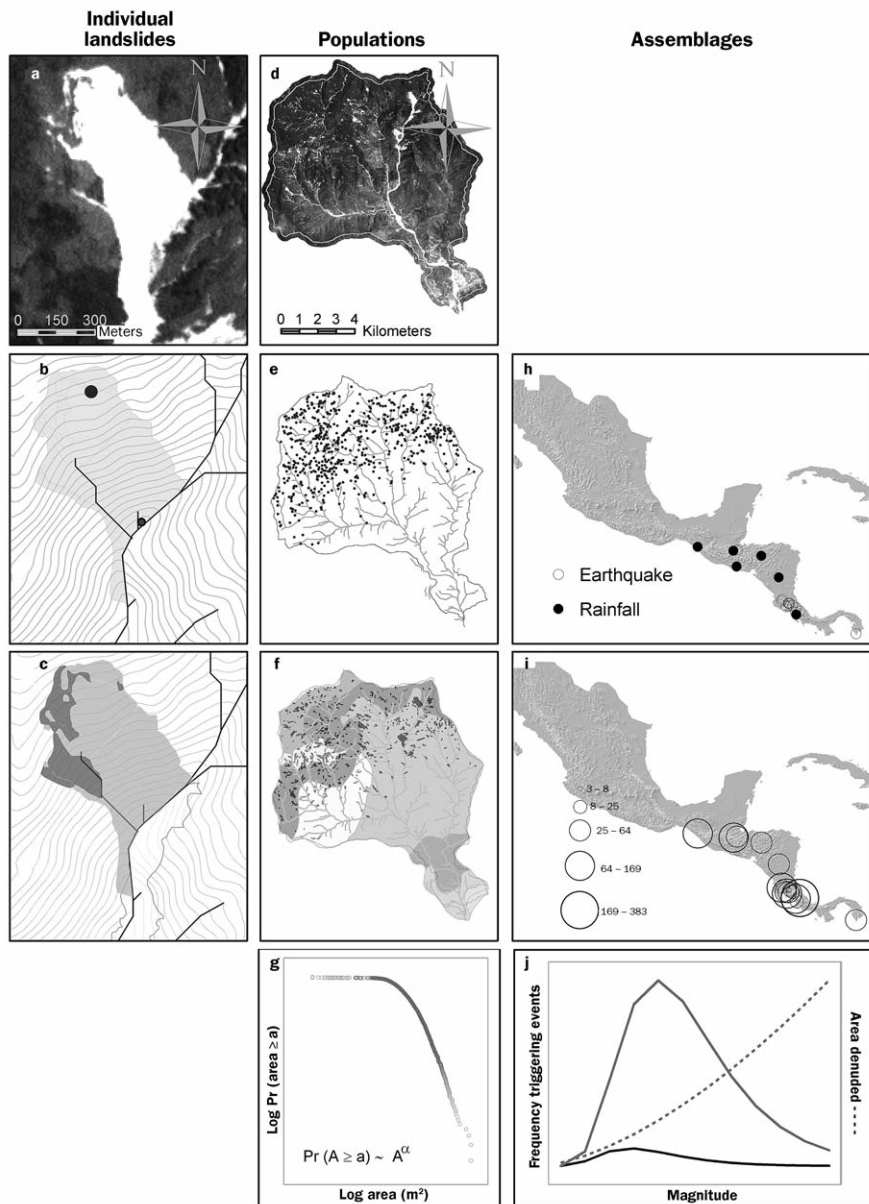 Individual
landslides
Populations
Assemblages
a
N
0 150 300
Meters
d
N
0 1 2 3 4
Kilometers
b
e
h
Earthquake
Rainfall
c
f
i
3 – 8
8 – 25
25 – 64
64 – 169
169 – 383
g
Log Pr (area ≥ a)
Pr (A ≥ a) ~ A^α
Log area (m²)
j
Frequency triggering events
Area denuded ----
Magnitude